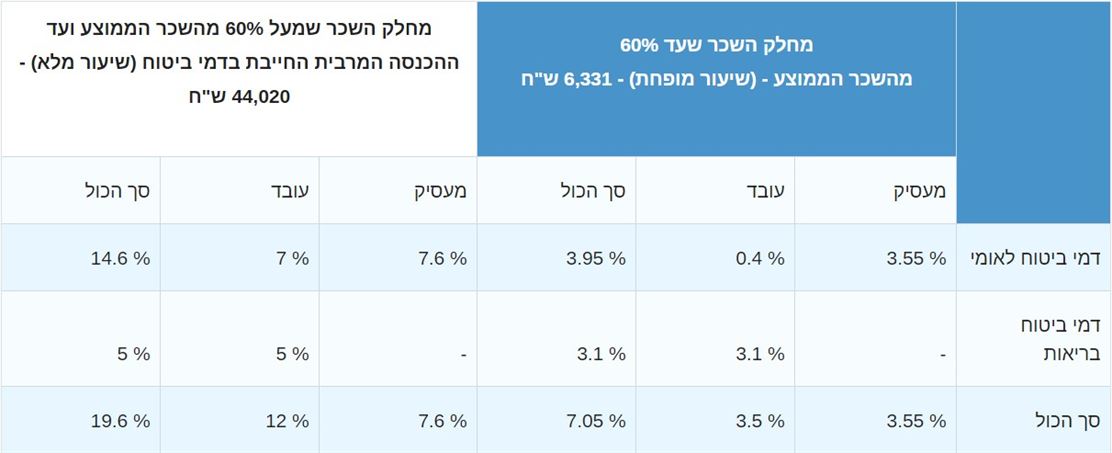 מחלק השכר שעד 60%
מהשכר הממוצע - (שיעור מופחת) - 6,331 ש"ח
מחלק השכר שמעל 60% מהשכר הממוצע ועד
ההכנסה המרבית החייבת בדמי ביטוח (שיעור מלא) -
44,020 ש"ח
מעסיק עובד סך הכול מעסיק עובד סך הכול
דמי ביטוח לאומי 3.55 % 0.4 % 3.95 % 7.6 % 7 % 14.6 %
דמי ביטוח
בריאות - 3.1 % 3.1 % - 5 % 5 %
סך הכול 3.55 % 3.5 % 7.05 % 7.6 % 12 % 19.6 %